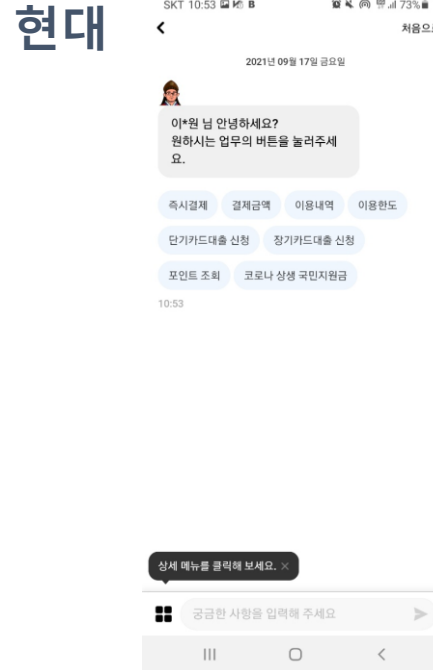 현대
SKT 10:53
B
73%
처음으로
2021년 09월 17일 금요일
이*원 님 안녕하세요?
원하시는 업무의 버튼을 눌러주세
요.
즉시결제 결제금액 이용내역 이용한도
단기카드대출 신청 장기카드대출 신청
포인트 조회 코로나 상생 국민지원금
10:53
상세 메뉴를 클릭해 보세요. ×
궁금한 사항을 입력해 주세요